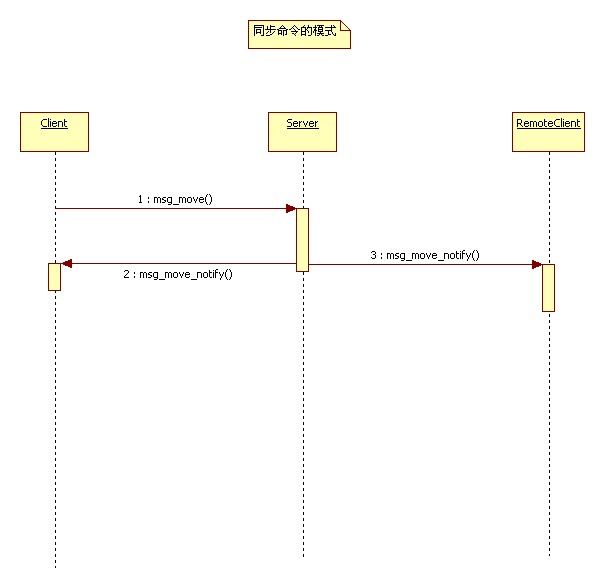 同步命令的模式
Client
Server
RemoteClient
1 : msg_move()
3 : msg_move_notify()
2 : msg_move_notify()